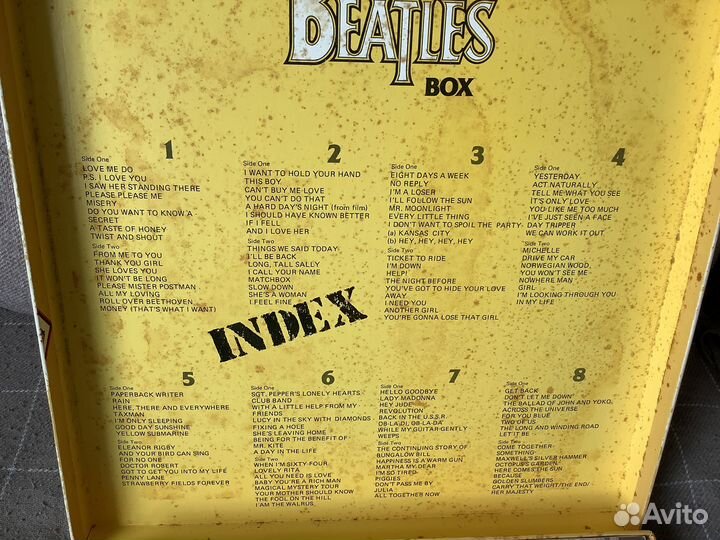 BEATLES
BOX
1
Side One
LOVE ME DO
P.S. I LOVE YOU
I SAW HER STANDING THERE
PLEASE PLEASE ME
MISERY
DO YOU WANT TO KNOW A
SECRET
A TASTE OF HONEY
TWIST AND SHOUT
Side Two
FROM ME TO YOU
THANK YOU GIRL
SHE LOVES YOU
IT WON'T BE LONG
PLEASE MISTER POSTMAN
ALL MY LOVING
ROLL OVER BEETHOVEN
MONEY (THAT'S WHAT I WANT)
2
Side One
I WANT TO HOLD YOUR HAND
THIS BOY
CAN'T BUY ME LOVE
YOU CAN'T DO THAT
A HARD DAY'S NIGHT (from film)
I SHOULD HAVE KNOWN BETTER
IF I FELL
AND I LOVE HER
Side Two
THINGS WE SAID TODAY
I'LL BE BACK
LONG, TALL SALLY
I CALL YOUR NAME
MATCHBOX
SLOW DOWN
SHE'S A WOMAN
I FEEL FINE
3
Side One
EIGHT DAYS A WEEK
NO REPLY
I'M A LOSER
I'LL FOLLOW THE SUN
MR. MOONLIGHT
EVERY LITTLE THING
I DON'T WANT TO SPOIL THE PARTY
(a) KANSAS CITY
(b) HEY, HEY, HEY, HEY
Side Two
TICKET TO RIDE
I'M DOWN
HELP!
THE NIGHT BEFORE
YOU'VE GOT TO HIDE YOUR LOVE
AWAY
I NEED YOU
ANOTHER GIRL
YOU'RE GONNA LOSE THAT GIRL
4
Side One
YESTERDAY
ACT NATURALLY
TELL ME WHAT YOU SEE
IT'S ONLY LOVE
YOU LIKE ME TOO MUCH
I'VE JUST SEEN A FACE
DAY TRIPPER
WE CAN WORK IT OUT
Side Two
MICHELLE
DRIVE MY CAR
NORWEGIAN WOOD
YOU WON'T SEE ME
NOWHERE MAN
GIRL
I'M LOOKING THROUGH YOU
IN MY LIFE
INDEX
5
Side One
PAPERBACK WRITER
RAIN
HERE, THERE AND EVERYWHERE
TAXMAN
I'M ONLY SLEEPING
GOOD DAY SUNSHINE
YELLOW SUBMARINE
Side Two
ELEANOR RIGBY
AND YOUR BIRD CAN SING
FOR NO ONE
DOCTOR ROBERT
GOT TO GET YOU INTO MY LIFE
PENNY LANE
STRAWBERRY FIELDS FOREVER
6
Side One
SGT. PEPPER'S LONELY HEARTS
CLUB BAND
WITH A LITTLE HELP FROM MY
FRIENDS
LUCY IN THE SKY WITH DIAMONDS
FIXING A HOLE
SHE'S LEAVING HOME
BEING FOR THE BENEFIT OF
MR. KITE
A DAY IN THE LIFE
Side Two
WHEN I'M SIXTY-FOUR
LOVELY RITA
ALL YOU NEED IS LOVE
BABY YOU'RE A RICH MAN
MAGICAL MYSTERY TOUR
YOUR MOTHER SHOULD KNOW
THE FOOL ON THE HILL
I AM THE WALRUS
7
Side One
HELLO GOODBYE
LADY MADONNA
HEY JUDE
REVOLUTION
BACK IN THE U.S.S.R.
OB-LA-DI, OB-LA-DA
WHILE MY GUITAR GENTLY
WEEPS
Side Two
THE CONTINUING STORY OF
BUNGALOW BILL
HAPPINESS IS A WARM GUN
MARTHA MY DEAR
I'M SO TIRED
PIGGIES
DON'T PASS ME BY
JULIA
ALL TOGETHER NOW
8
Side One
GET BACK
DON'T LET ME DOWN
THE BALLAD OF JOHN AND YOKO
ACROSS THE UNIVERSE
FOR YOU BLUE
TWO OF US
THE LONG AND WINDING ROAD
LET IT BE
Side Two
COME TOGETHER
SOMETHING
MAXWELL'S SILVER HAMMER
OCTOPUS'S GARDEN
HERE COMES THE SUN
BECAUSE
GOLDEN SLUMBERS
CARRY THAT WEIGHT/THE END/
HER MAJESTY
Avito